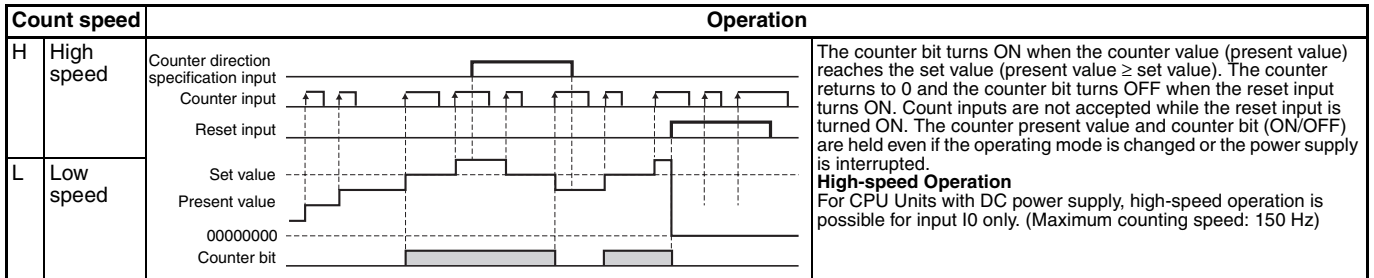 Count speed Operation
H High speed
Counter direction
specification input
Counter input
Reset input
Set value
Present value
00000000
Counter bit
L Low speed
The counter bit turns ON when the counter value (present value)
reaches the set value (present value ≥ set value). The counter
returns to 0 and the counter bit turns OFF when the reset input
turns ON. Count inputs are not accepted while the reset input is
turned ON. The counter present value and counter bit (ON/OFF)
are held even if the operating mode is changed or the power supply
is interrupted.
High-speed Operation
For CPU Units with DC power supply, high-speed operation is
possible for input I0 only. (Maximum counting speed: 150 Hz)